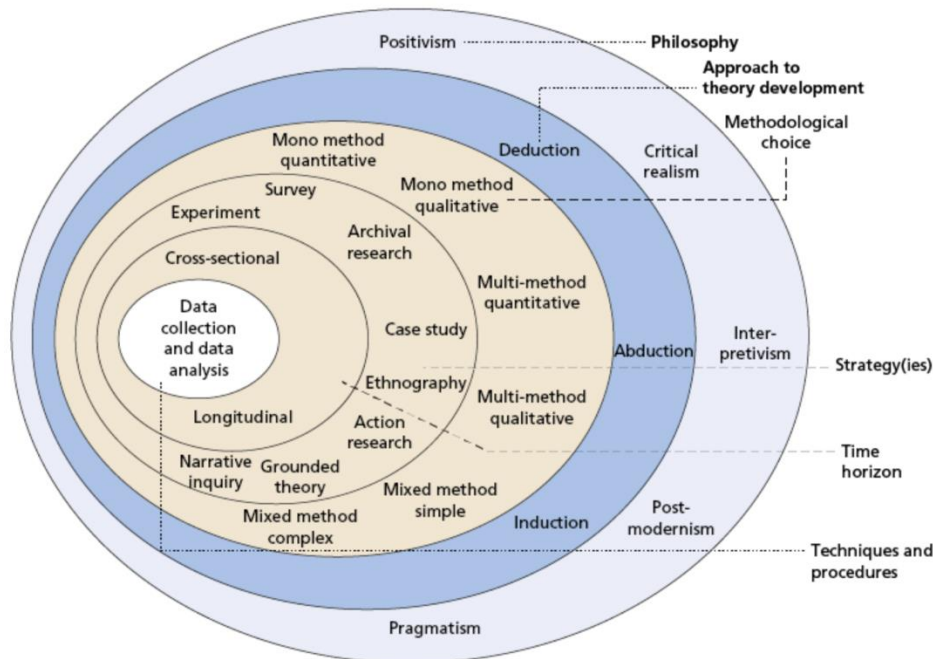 Positivism
Philosophy
Approach to
theory development
Methodological
choice
Mono method
quantitative
Deduction
Critical
realism
Mono method
qualitative
Survey
Experiment
Archival
research
Cross-sectional
Multi-method
quantitative
Data
collection
and data
analysis
Case study
Abduction
Inter-
pretivism
Strategy(ies)
Ethnography
Multi-method
qualitative
Longitudinal
Action
research
Time
horizon
Narrative
inquiry
Grounded
theory
Mixed method
simple
Mixed method
complex
Induction
Post-
modernism
Techniques and
procedures
Pragmatism